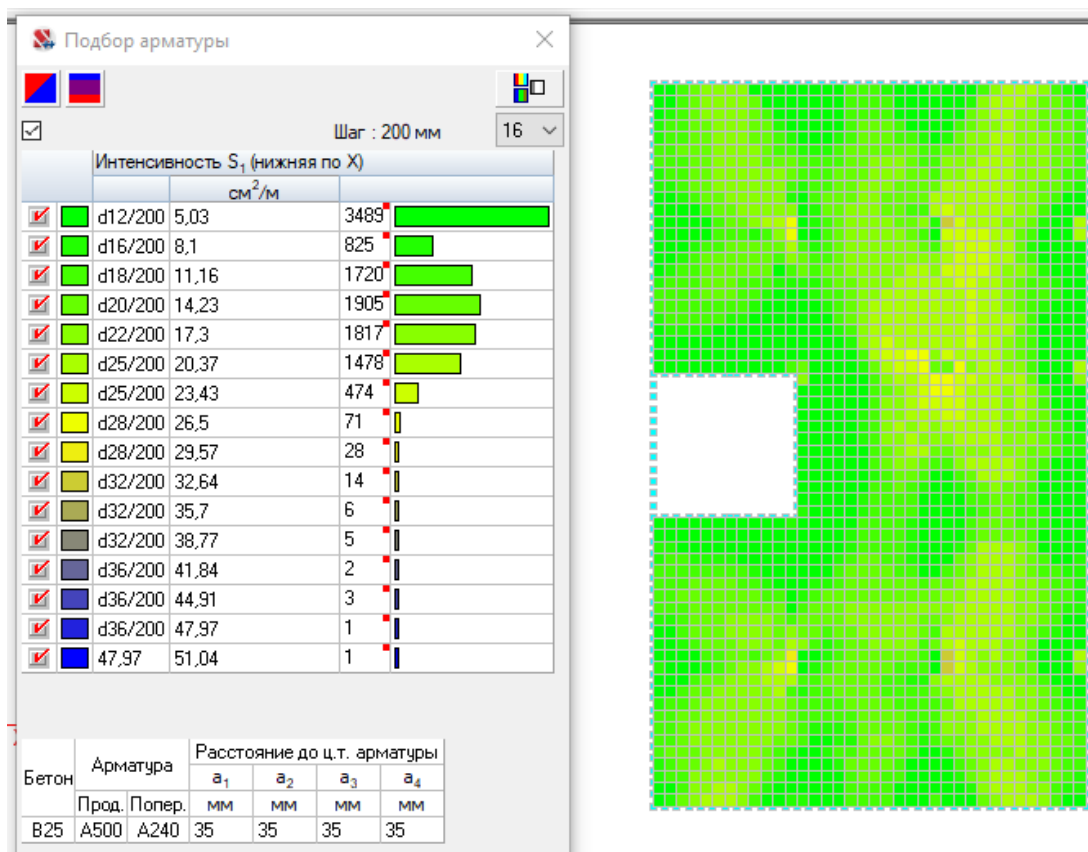 Подбор арматуры
Шаг : 200 мм 16
Интенсивность S₁ (нижняя по X)
см²/м
d12/200 5,03 3489
d16/200 8,1 825
d18/200 11,16 1720
d20/200 14,23 1905
d22/200 17,3 1817
d25/200 20,37 1478
d25/200 23,43 474
d28/200 26,5 71
d28/200 29,57 28
d32/200 32,64 14
d32/200 35,7 6
d32/200 38,77 5
d36/200 41,84 2
d36/200 44,91 3
d36/200 47,97 1
47,97 51,04 1
Бетон Арматура Расстояние до ц.т. арматуры
a₁ a₂ a₃ a₄
Прод. Попер. мм мм мм мм
B25 A500 A240 35 35 35 35